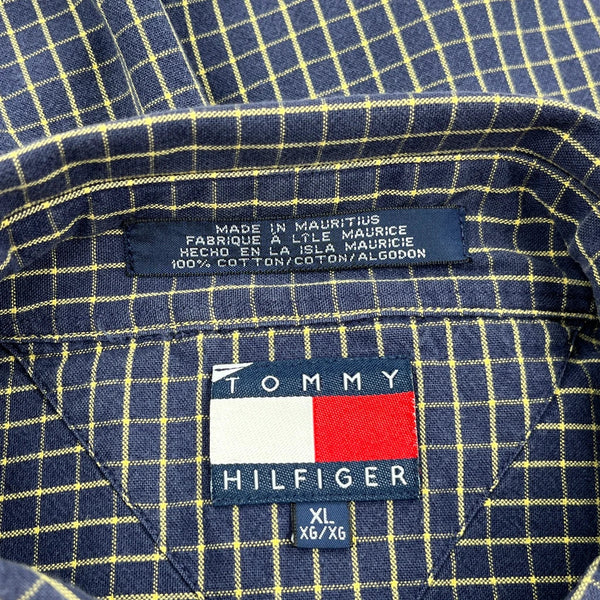 MADE IN MAURITIUS
FABRIQUE À L'ÎLE MAURICE
HECHO EN LA ISLA MAURICIE
100% COTTON/COTON/ALGODON
TOMMY
HILFIGER
XL
XG/XG